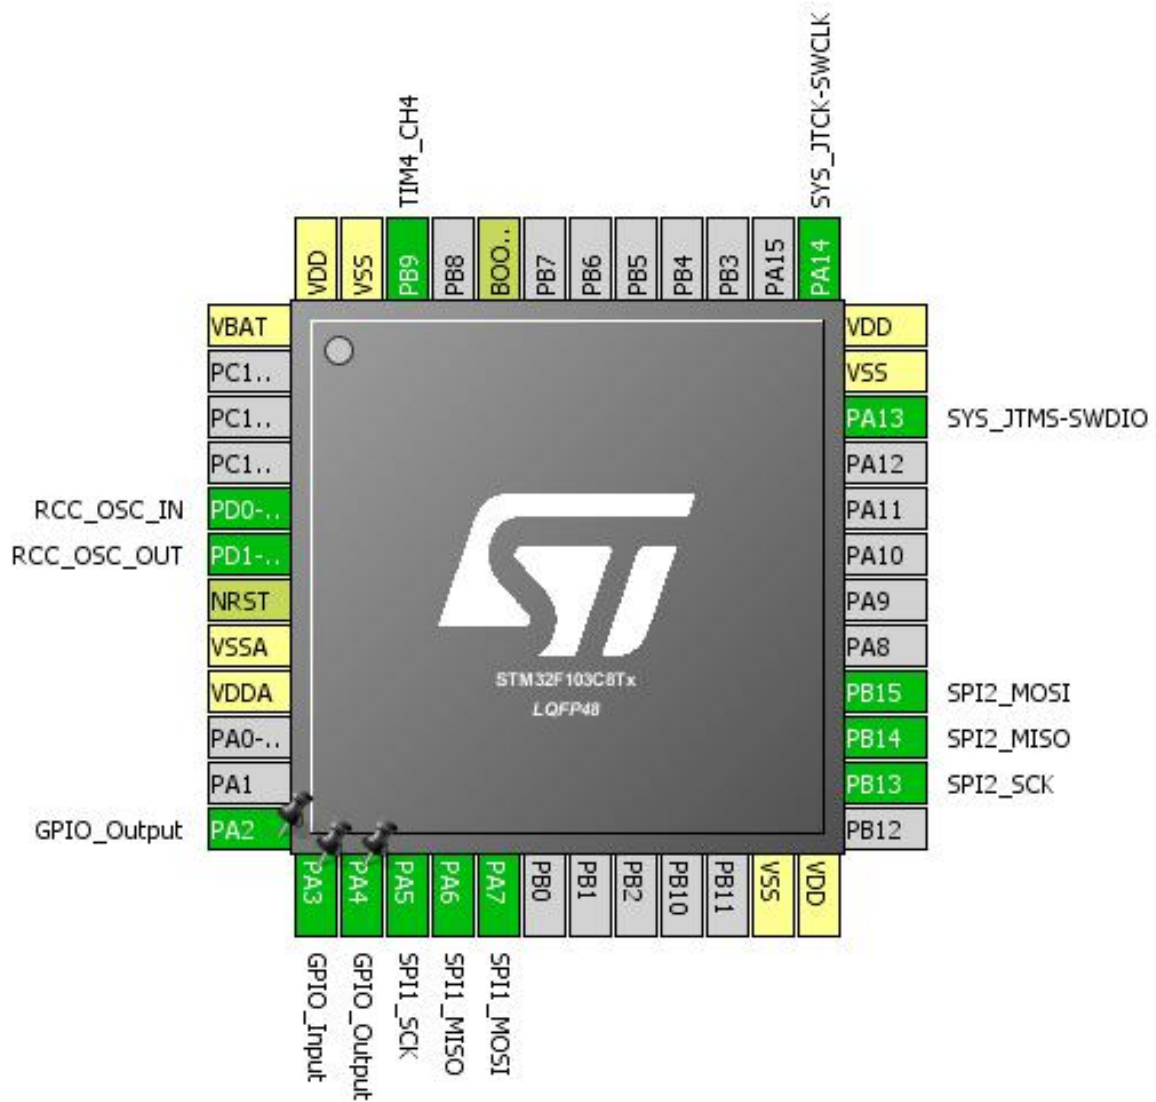 TIM4_CH4
SYS_JTCK-SWCLK
VDD
VSS
PB9
PB8
BOO..
PB7
PB6
PB5
PB4
PB3
PA15
PA14
VBAT
PC1..
PC1..
PC1..
RCC_OSC_IN PD0-..
RCC_OSC_OUT PD1-..
NRST
VSSA
VDDA
PA0-..
PA1
GPIO_Output PA2
ST
STM32F103C8Tx
LQFP48
VDD
VSS
PA13 SYS_JTMS-SWDIO
PA12
PA11
PA10
PA9
PA8
PB15 SPI2_MOSI
PB14 SPI2_MISO
PB13 SPI2_SCK
PB12
PA3
PA4
PA5
PA6
PA7
PB0
PB1
PB2
PB10
PB11
VSS
VDD
GPIO_Input
GPIO_Output
SPI1_SCK
SPI1_MISO
SPI1_MOSI